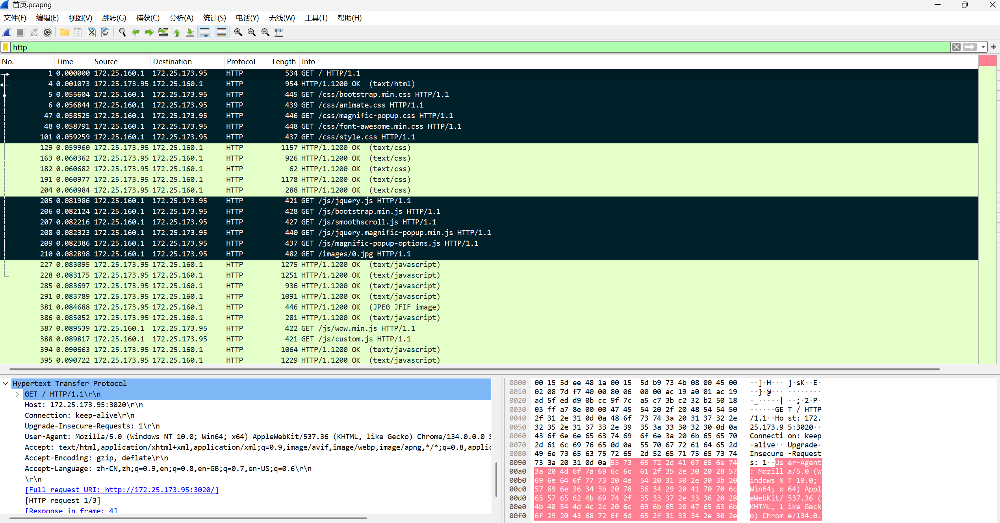 首页.pcapng
文件(F) 编辑(E) 视图(V) 跳转(G) 捕获(C) 分析(A) 统计(S) 电话(Y) 无线(W) 工具(T) 帮助(H)
http
No. Time Source Destination Protocol Length Info
1 0.000000 172.25.160.1 172.25.173.95 HTTP 534 GET / HTTP/1.1
4 0.001073 172.25.173.95 172.25.160.1 HTTP 954 HTTP/1.1200 OK (text/html)
5 0.055604 172.25.160.1 172.25.173.95 HTTP 445 GET /css/bootstrap.min.css HTTP/1.1
6 0.056844 172.25.160.1 172.25.173.95 HTTP 439 GET /css/animate.css HTTP/1.1
47 0.058525 172.25.160.1 172.25.173.95 HTTP 446 GET /css/magnific-popup.css HTTP/1.1
48 0.058791 172.25.160.1 172.25.173.95 HTTP 448 GET /css/font-awesome.min.css HTTP/1.1
101 0.059259 172.25.160.1 172.25.173.95 HTTP 437 GET /css/style.css HTTP/1.1
129 0.059960 172.25.173.95 172.25.160.1 HTTP 1157 HTTP/1.1200 OK (text/css)
163 0.060362 172.25.173.95 172.25.160.1 HTTP 926 HTTP/1.1200 OK (text/css)
182 0.060682 172.25.173.95 172.25.160.1 HTTP 62 HTTP/1.1200 OK (text/css)
191 0.060977 172.25.173.95 172.25.160.1 HTTP 1178 HTTP/1.1200 OK (text/css)
204 0.060984 172.25.173.95 172.25.160.1 HTTP 288 HTTP/1.1200 OK (text/css)
205 0.081986 172.25.160.1 172.25.173.95 HTTP 421 GET /js/jquery.js HTTP/1.1
206 0.082124 172.25.160.1 172.25.173.95 HTTP 428 GET /js/bootstrap.min.js HTTP/1.1
207 0.082216 172.25.160.1 172.25.173.95 HTTP 427 GET /js/smoothscroll.js HTTP/1.1
208 0.082323 172.25.160.1 172.25.173.95 HTTP 440 GET /js/jquery.magnific-popup.min.js HTTP/1.1
209 0.082386 172.25.160.1 172.25.173.95 HTTP 437 GET /js/magnific-popup-options.js HTTP/1.1
210 0.082898 172.25.160.1 172.25.173.95 HTTP 482 GET /images/0.jpg HTTP/1.1
227 0.083095 172.25.173.95 172.25.160.1 HTTP 1275 HTTP/1.1200 OK (text/javascript)
228 0.083175 172.25.173.95 172.25.160.1 HTTP 1251 HTTP/1.1200 OK (text/javascript)
285 0.083697 172.25.173.95 172.25.160.1 HTTP 936 HTTP/1.1200 OK (text/javascript)
291 0.083789 172.25.173.95 172.25.160.1 HTTP 1091 HTTP/1.1200 OK (text/javascript)
381 0.084688 172.25.173.95 172.25.160.1 HTTP 446 HTTP/1.1200 OK (JPEG JFIF image)
386 0.085052 172.25.173.95 172.25.160.1 HTTP 281 HTTP/1.1200 OK (text/javascript)
387 0.089539 172.25.160.1 172.25.173.95 HTTP 422 GET /js/wow.min.js HTTP/1.1
388 0.089817 172.25.160.1 172.25.173.95 HTTP 421 GET /js/custom.js HTTP/1.1
394 0.090663 172.25.173.95 172.25.160.1 HTTP 1064 HTTP/1.1200 OK (text/javascript)
395 0.090722 172.25.173.95 172.25.160.1 HTTP 1229 HTTP/1.1200 OK (text/javascript)
Hypertext Transfer Protocol
GET / HTTP/1.1\r\n
Host: 172.25.173.95:3020\r\n
Connection: keep-alive\r\n
Upgrade-Insecure-Requests: 1\r\n
User-Agent: Mozilla/5.0 (Windows NT 10.0; Win64; x64) AppleWebKit/537.36 (KHTML, like Gecko) Chrome/134.0.0.0 S
Accept: text/html,application/xhtml+xml,application/xml;q=0.9,image/avif,image/webp,image/apng,*/*;q=0.8,applic
Accept-Encoding: gzip, deflate\r\n
Accept-Language: zh-CN,zh;q=0.9,en;q=0.8,en-GB;q=0.7,en-US;q=0.6\r\n
\r\n
[Full request URI: http://172.25.173.95:3020/]
[HTTP request 1/3]
[Response in frame: 4]
0000 00 15 5d ee 48 1a 00 15 5d b9 73 4b 08 00 45 00 ··]·H··· ]·sK··E·
0010 02 08 7d f7 40 00 80 06 00 00 ac 19 a0 01 ac 19 ··}·@··· ········
0020 ad 5f ed d9 0b cc 9f 7c a5 c7 3b c2 32 b2 50 18 ·_·····| ··;·2·P·
0030 03 ff a7 8e 00 00 47 45 54 20 2f 20 48 54 54 50 ······GE T / HTTP
0040 2f 31 2e 31 0d 0a 48 6f 73 74 3a 20 31 37 32 2e /1.1··Ho st: 172.
0050 32 35 2e 31 37 33 2e 39 35 3a 33 30 32 30 0d 0a 25.173.9 5:3020··
0060 43 6f 6e 6e 65 63 74 69 6f 6e 3a 20 6b 65 65 70 Connecti on: keep
0070 2d 61 6c 69 76 65 0d 0a 55 70 67 72 61 64 65 2d -alive·· Upgrade-
0080 49 6e 73 65 63 75 72 65 2d 52 65 71 75 65 73 74 Insecure -Request
0090 73 3a 20 31 0d 0a 55 73 65 72 2d 41 67 65 6e 74 s: 1··Us er-Agent
00a0 3a 20 4d 6f 7a 69 6c 6c 61 2f 35 2e 30 20 28 57 : Mozill a/5.0 (W
00b0 69 6e 64 6f 77 73 20 4e 54 20 31 30 2e 30 3b 20 indows N T 10.0;
00c0 57 69 6e 36 34 3b 20 78 36 34 29 20 41 70 70 6c Win64; x 64) Appl
00d0 65 57 65 62 4b 69 74 2f 35 33 37 2e 33 36 20 28 eWebKit/ 537.36 (
00e0 4b 48 54 4d 4c 2c 20 6c 69 6b 65 20 47 65 63 6b KHTML, l ike Geck
00f0 6f 29 20 43 68 72 6f 6d 65 2f 31 33 34 2e 30 2e o) Chrom e/134.0.